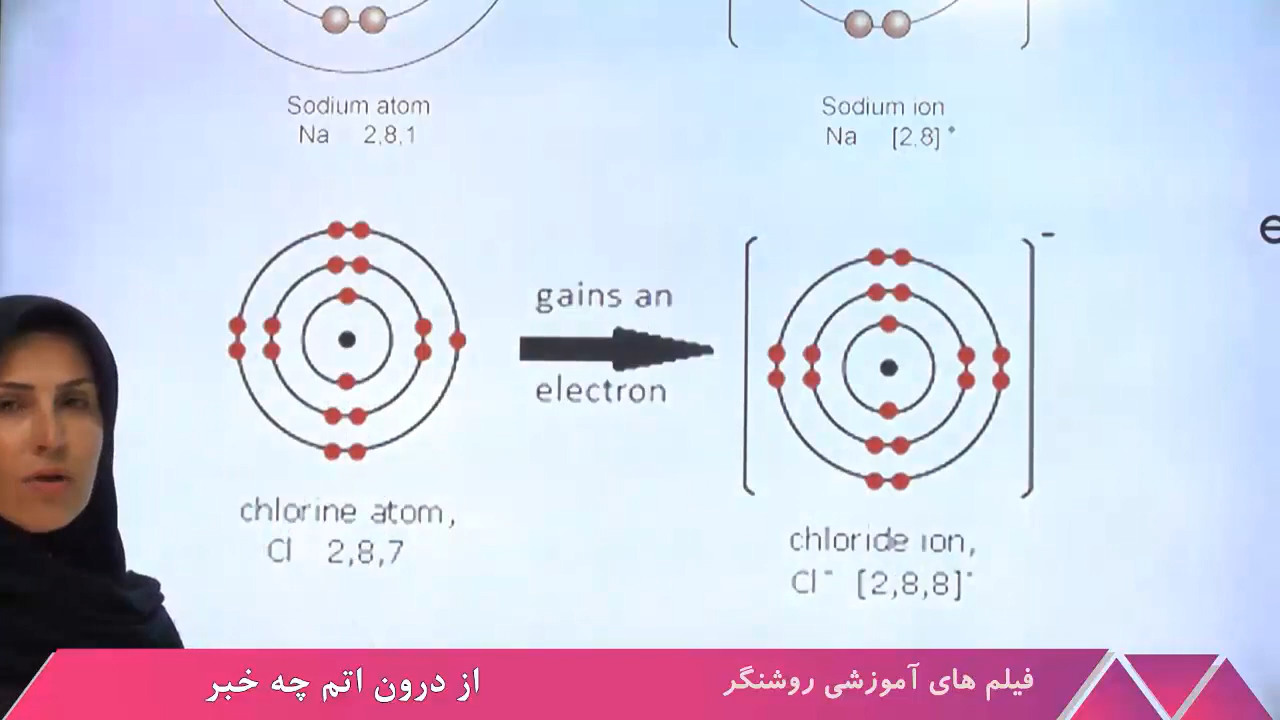 Sodium atom
Na 2,8,1
Sodium ion
Na [2,8]⁺
gains an
electron
chlorine atom,
Cl 2,8,7
-
chloride ion,
Cl⁻ [2,8,8]⁻
e
فیلم های آموزشی روشنگر
از درون اتم چه خبر